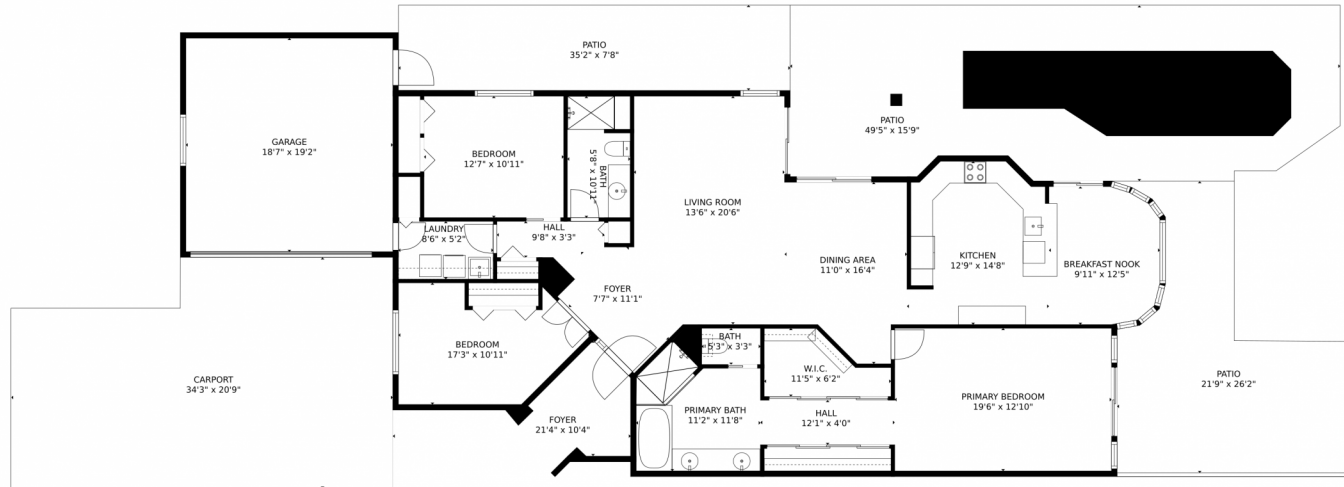 PATIO
35'2" x 7'8"
GARAGE
18'7" x 19'2"
BEDROOM
12'7" x 10'11"
BATH
5'8" x 10'11"
PATIO
49'5" x 15'9"
LIVING ROOM
13'6" x 20'6"
LAUNDRY
8'6" x 5'2"
HALL
9'8" x 3'3"
DINING AREA
11'0" x 16'4"
KITCHEN
12'9" x 14'8"
BREAKFAST NOOK
9'11" x 12'5"
FOYER
7'7" x 11'1"
BEDROOM
17'3" x 10'11"
BATH
5'3" x 3'3"
W.I.C.
11'5" x 6'2"
CARPORT
34'3" x 20'9"
PATIO
21'9" x 26'2"
PRIMARY BEDROOM
19'6" x 12'10"
PRIMARY BATH
11'2" x 11'8"
HALL
12'1" x 4'0"
FOYER
21'4" x 10'4"